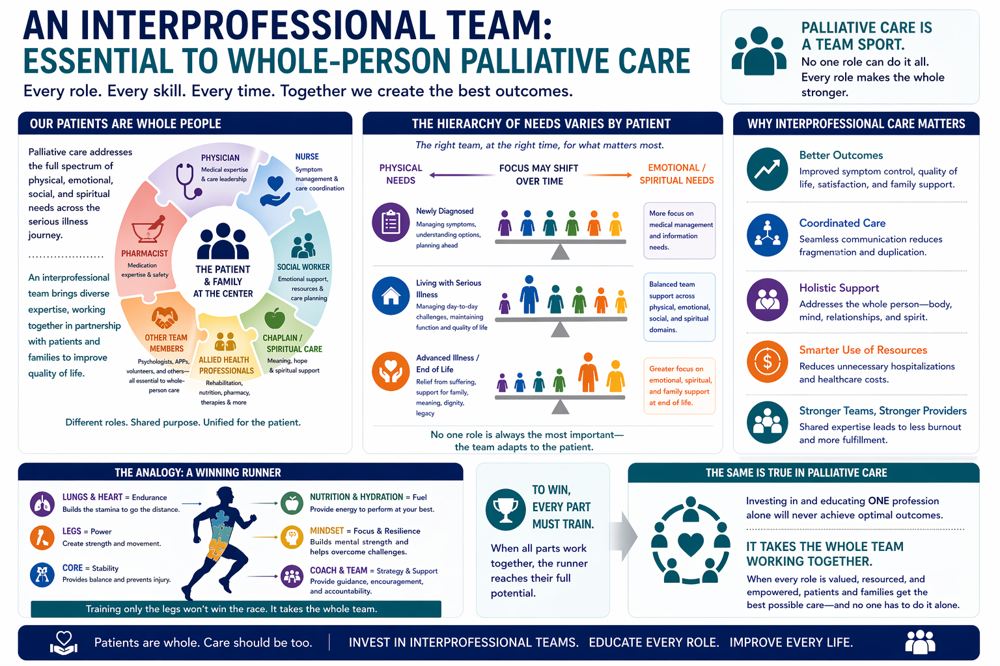 AN INTERPROFESSIONAL TEAM:
ESSENTIAL TO WHOLE-PERSON PALLIATIVE CARE
Every role. Every skill. Every time. Together we create the best outcomes.
PALLIATIVE CARE IS
A TEAM SPORT.
No one role can do it all.
Every role makes the whole
stronger.
OUR PATIENTS ARE WHOLE PEOPLE
Palliative care addresses
the full spectrum of
physical, emotional,
social, and spiritual
needs across the
serious illness
journey.
An interprofessional
team brings diverse
expertise, working
together in partnership
with patients and
families to improve
quality of life.
PHYSICIAN
Medical expertise
& care leadership
NURSE
Symptom
management &
care coordination
SOCIAL WORKER
Emotional support,
resources &
care planning
CHAPLAIN /
SPIRITUAL CARE
Meaning, hope
& spiritual support
ALLIED HEALTH
PROFESSIONALS
Rehabilitation,
nutrition, pharmacy,
therapies & more
OTHER TEAM
MEMBERS
Psychologists, APPs,
volunteers, and others—
all essential to whole-
person care
PHARMACIST
Medication
expertise & safety
THE PATIENT
& FAMILY
AT THE CENTER
Different roles. Shared purpose. Unified for the patient.
THE HIERARCHY OF NEEDS VARIES BY PATIENT
The right team, at the right time, for what matters most.
PHYSICAL
NEEDS
FOCUS MAY SHIFT
OVER TIME
EMOTIONAL /
SPIRITUAL NEEDS
Newly Diagnosed
Managing symptoms,
understanding options,
planning ahead
More focus on
medical management
and information
needs.
Living with Serious
Illness
Managing day-to-day
challenges, maintaining
function and quality of life
Balanced team
support across
physical, emotional,
social, and spiritual
domains.
Advanced Illness /
End of Life
Relief from suffering,
support for family,
meaning, dignity,
legacy
Greater focus on
emotional, spiritual,
and family support
at end of life.
No one role is always the most important—
the team adapts to the patient.
WHY INTERPROFESSIONAL CARE MATTERS
Better Outcomes
Improved symptom control, quality of
life, satisfaction, and family support.
Coordinated Care
Seamless communication reduces
fragmentation and duplication.
Holistic Support
Addresses the whole person—body,
mind, relationships, and spirit.
Smarter Use of Resources
Reduces unnecessary hospitalizations
and healthcare costs.
Stronger Teams, Stronger Providers
Shared expertise leads to less burnout
and more fulfillment.
THE ANALOGY: A WINNING RUNNER
LUNGS & HEART = Endurance
Builds the stamina to go the distance.
LEGS = Power
Create strength and movement.
CORE = Stability
Provides balance and prevents injury.
NUTRITION & HYDRATION = Fuel
Provide energy to perform at your best.
MINDSET = Focus & Resilience
Builds mental strength and
helps overcome challenges.
COACH & TEAM = Strategy & Support
Provide guidance, encouragement,
and accountability.
Training only the legs won't win the race. It takes the whole team.
TO WIN,
EVERY PART
MUST TRAIN.
When all parts work
together, the runner
reaches their full
potential.
THE SAME IS TRUE IN PALLIATIVE CARE
Investing in and educating ONE profession
alone will never achieve optimal outcomes.
IT TAKES THE WHOLE TEAM
WORKING TOGETHER.
When every role is valued, resourced, and
empowered, patients and families get the
best possible care—and no one has to do it alone.
Patients are whole. Care should be too.
INVEST IN INTERPROFESSIONAL TEAMS. EDUCATE EVERY ROLE. IMPROVE EVERY LIFE.
$